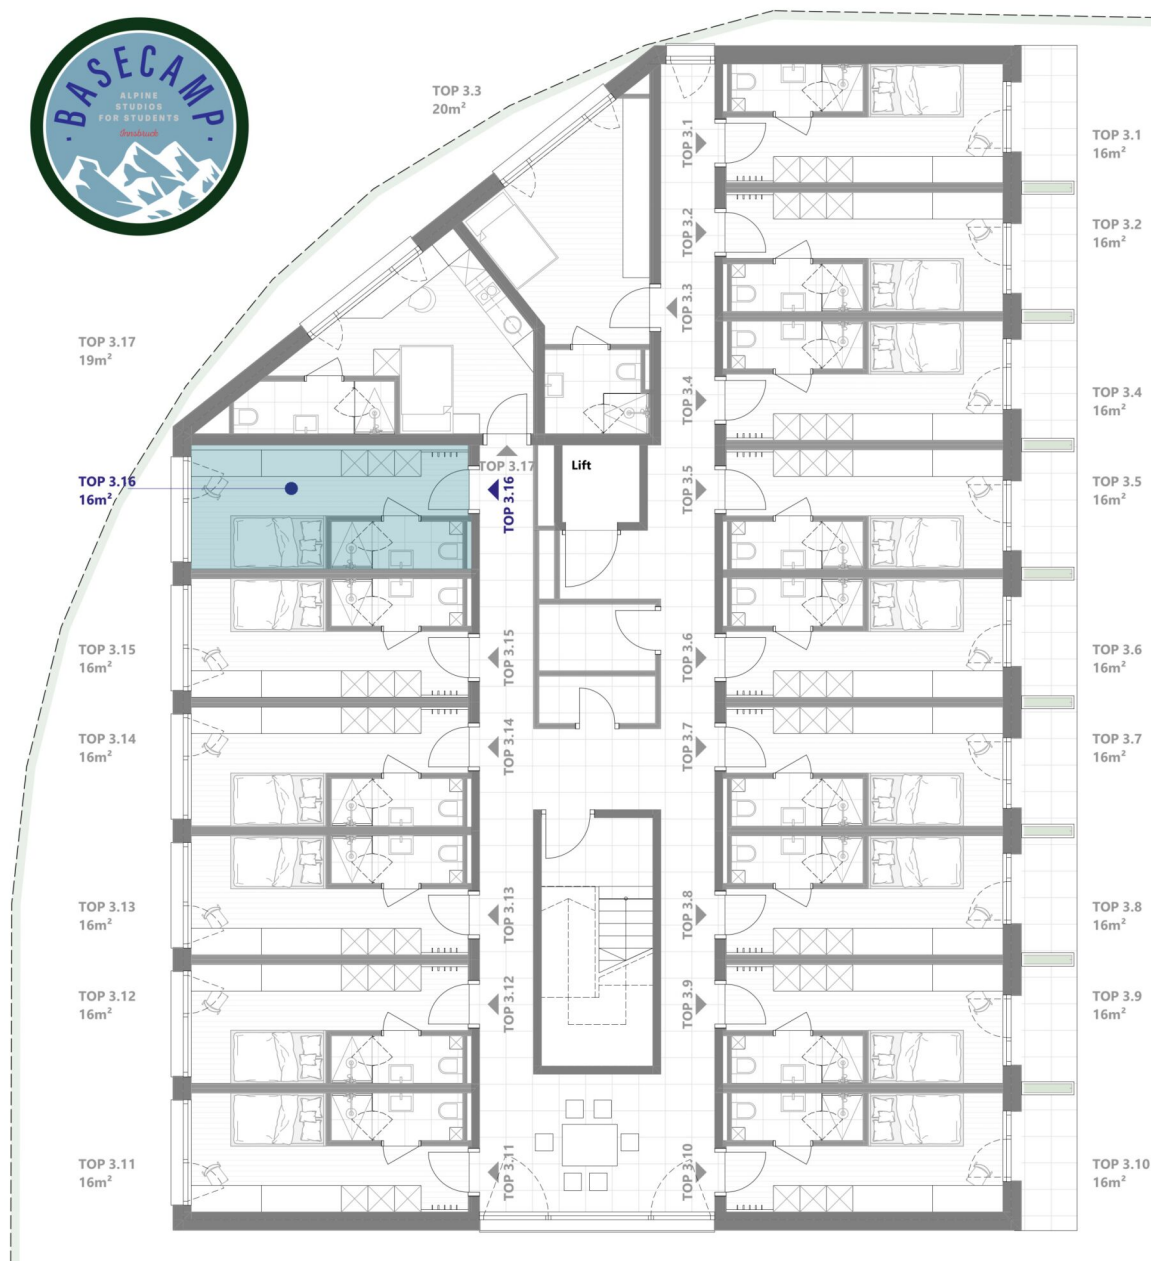 BASECAMP
ALPINE
STUDIOS
FOR STUDENTS
Innsbruck
TOP 3.3
20m²
TOP 3.17
19m²
TOP 3.16
16m²
TOP 3.15
16m²
TOP 3.14
16m²
TOP 3.13
16m²
TOP 3.12
16m²
TOP 3.11
16m²
TOP 3.17
TOP 3.16
TOP 3.15
TOP 3.14
TOP 3.13
TOP 3.12
TOP 3.11
Lift
TOP 3.1
TOP 3.2
TOP 3.3
TOP 3.4
TOP 3.5
TOP 3.6
TOP 3.7
TOP 3.8
TOP 3.9
TOP 3.10
TOP 3.1
16m²
TOP 3.2
16m²
TOP 3.4
16m²
TOP 3.5
16m²
TOP 3.6
16m²
TOP 3.7
16m²
TOP 3.8
16m²
TOP 3.9
16m²
TOP 3.10
16m²